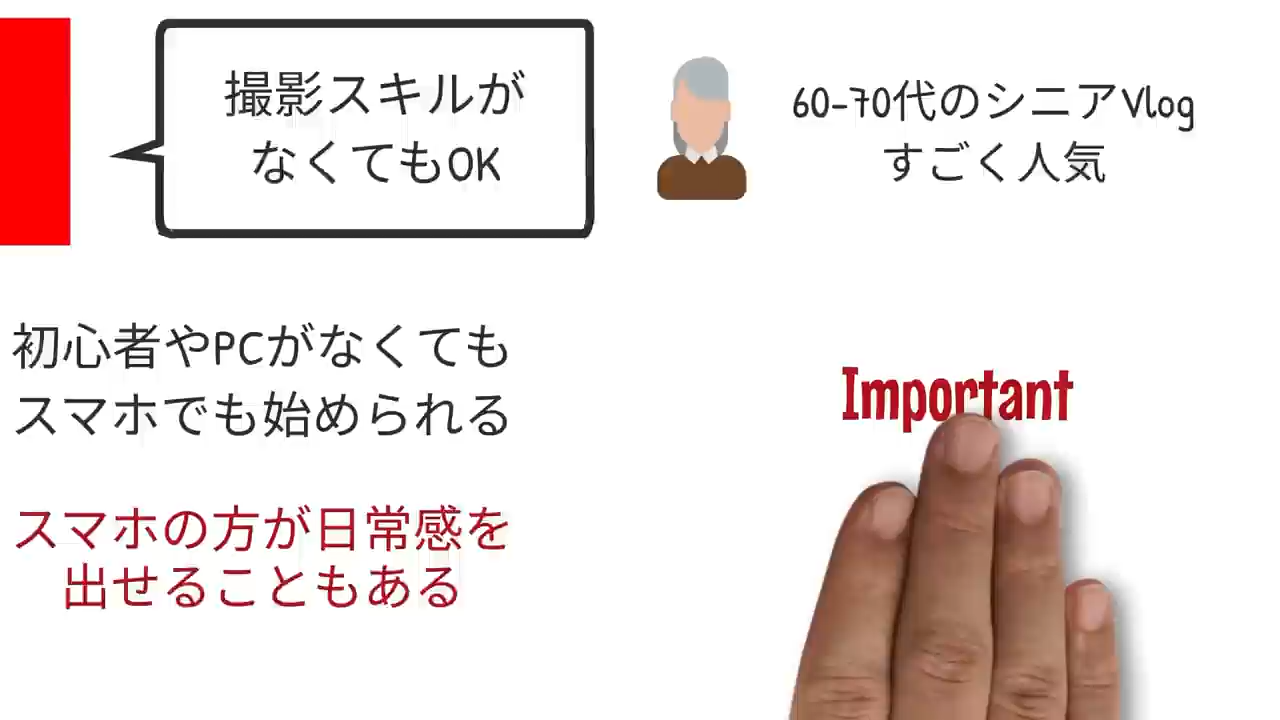 撮影スキルが
なくてもOK
60-70代のシニアVlog
すごく人気
初心者やPCがなくても
スマホでも始められる
スマホの方が日常感を
出せることもある
Important